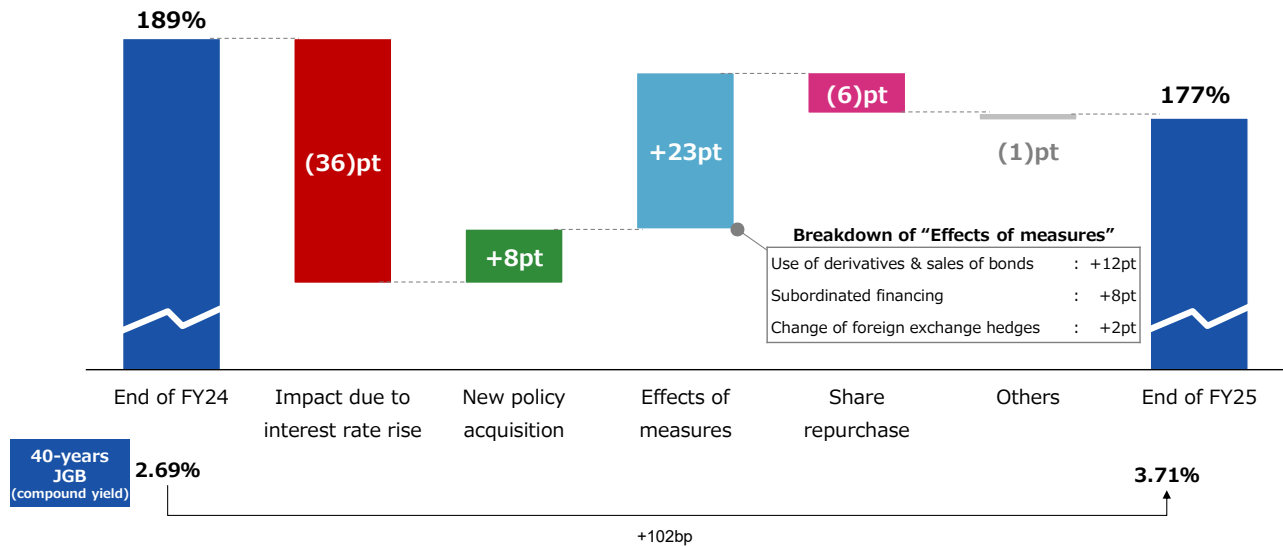 189%
(36)pt
+8pt
+23pt
(6)pt
(1)pt
177%
Breakdown of “Effects of measures”
Use of derivatives & sales of bonds : +12pt
Subordinated financing : +8pt
Change of foreign exchange hedges : +2pt
End of FY24
Impact due to
interest rate rise
New policy
acquisition
Effects of
measures
Share
repurchase
Others
End of FY25
40-years
JGB
(compound yield)
2.69%
3.71%
+102bp